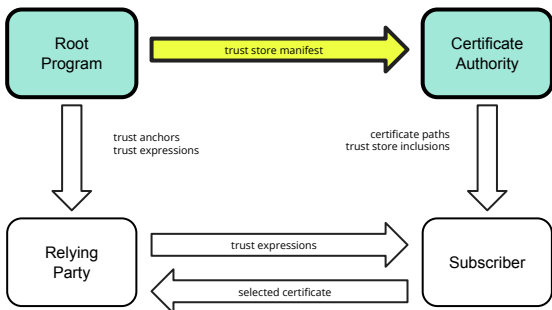 Root
Program
trust store manifest
Certificate
Authority
trust anchors
trust expressions
certificate paths
trust store inclusions
Relying
Party
trust expressions
selected certificate
Subscriber